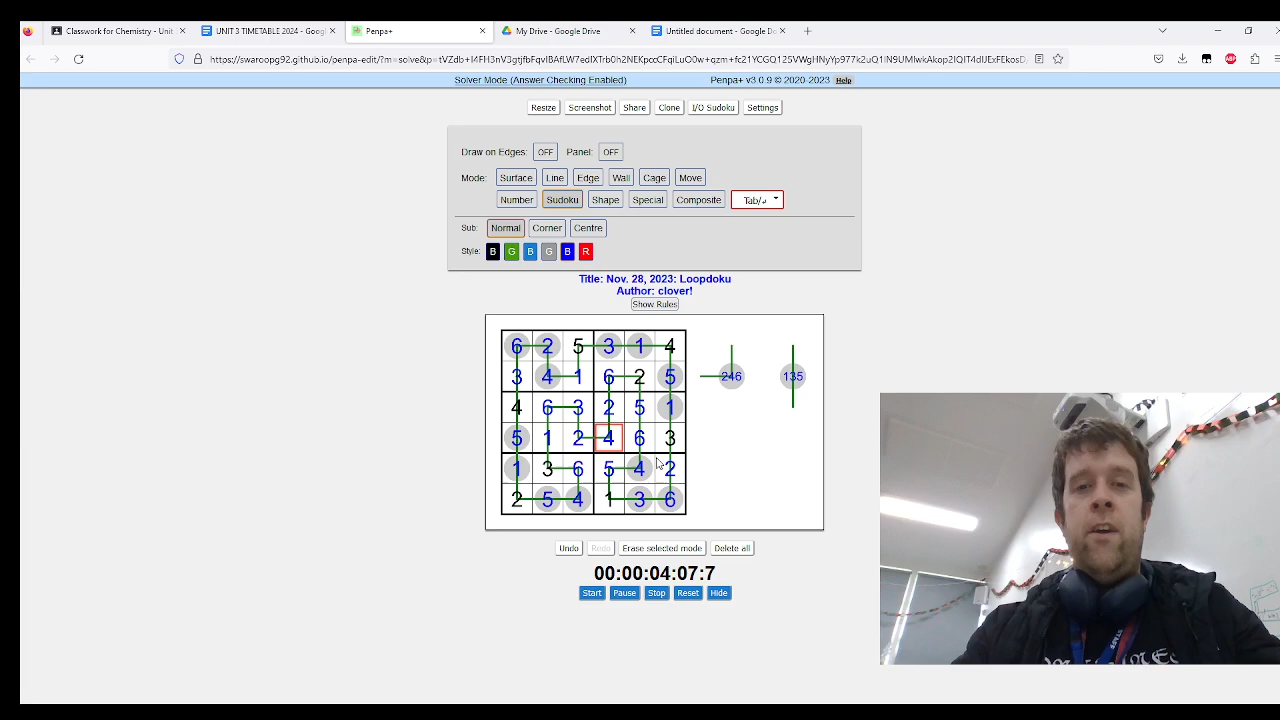 Classwork for Chemistry - Unit
UNIT 3 TIMETABLE 2024 - Goog
Penpa+
My Drive - Google Drive
Untitled document - Google Do
Solver Mode (Answer Checking Enabled)
Penpa+ v3.0.9 © 2020-2023 Help
Resize Screenshot Share Clone I/O Sudoku Settings
Draw on Edges: OFF Panel: OFF
Mode: Surface Line Edge Wall Cage Move
Number Sudoku Shape Special Composite Tab/↲
Sub: Normal Corner Centre
Style: B G B G B R
Title: Nov. 28, 2023: Loopdoku
Author: clover!
Show Rules
6 2 5 3 1 4
3 4 1 6 2 5 246 135
4 6 3 2 5 1
5 1 2 4 6 3
1 3 6 5 4 2
2 5 4 1 3 6
Undo Redo Erase selected mode Delete all
00:00:04:07:7
Start Pause Stop Reset Hide
STAFF